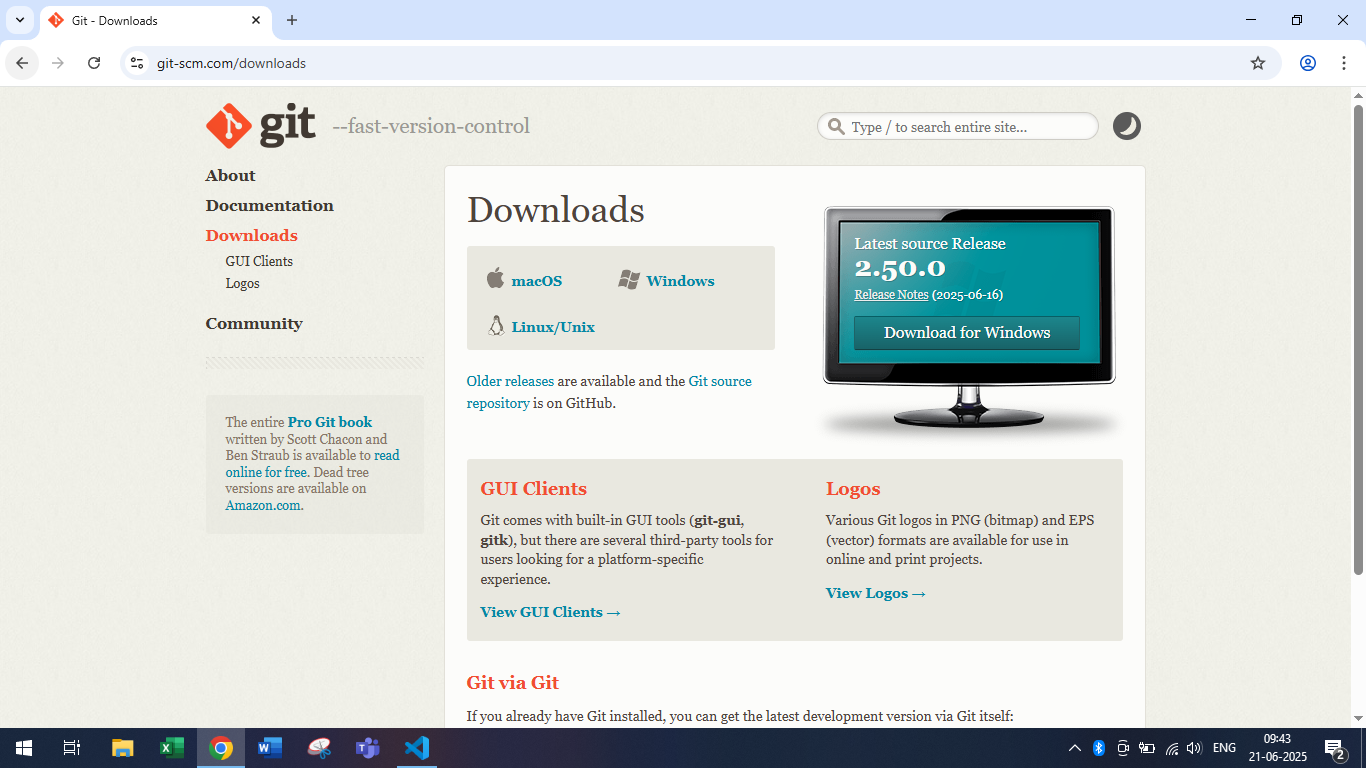 Git - Downloads
git-scm.com/downloads
git --fast-version-control
Type / to search entire site...
About
Documentation
Downloads
GUI Clients
Logos
Community
The entire Pro Git book
written by Scott Chacon and
Ben Straub is available to read
online for free. Dead tree
versions are available on
Amazon.com.
Downloads
macOS
Windows
Linux/Unix
Older releases are available and the Git source
repository is on GitHub.
Latest source Release
2.50.0
Release Notes (2025-06-16)
Download for Windows
GUI Clients
Git comes with built-in GUI tools (git-gui,
gitk), but there are several third-party tools for
users looking for a platform-specific
experience.
View GUI Clients →
Logos
Various Git logos in PNG (bitmap) and EPS
(vector) formats are available for use in
online and print projects.
View Logos →
Git via Git
If you already have Git installed, you can get the latest development version via Git itself:
ENG
09:43
21-06-2025
2